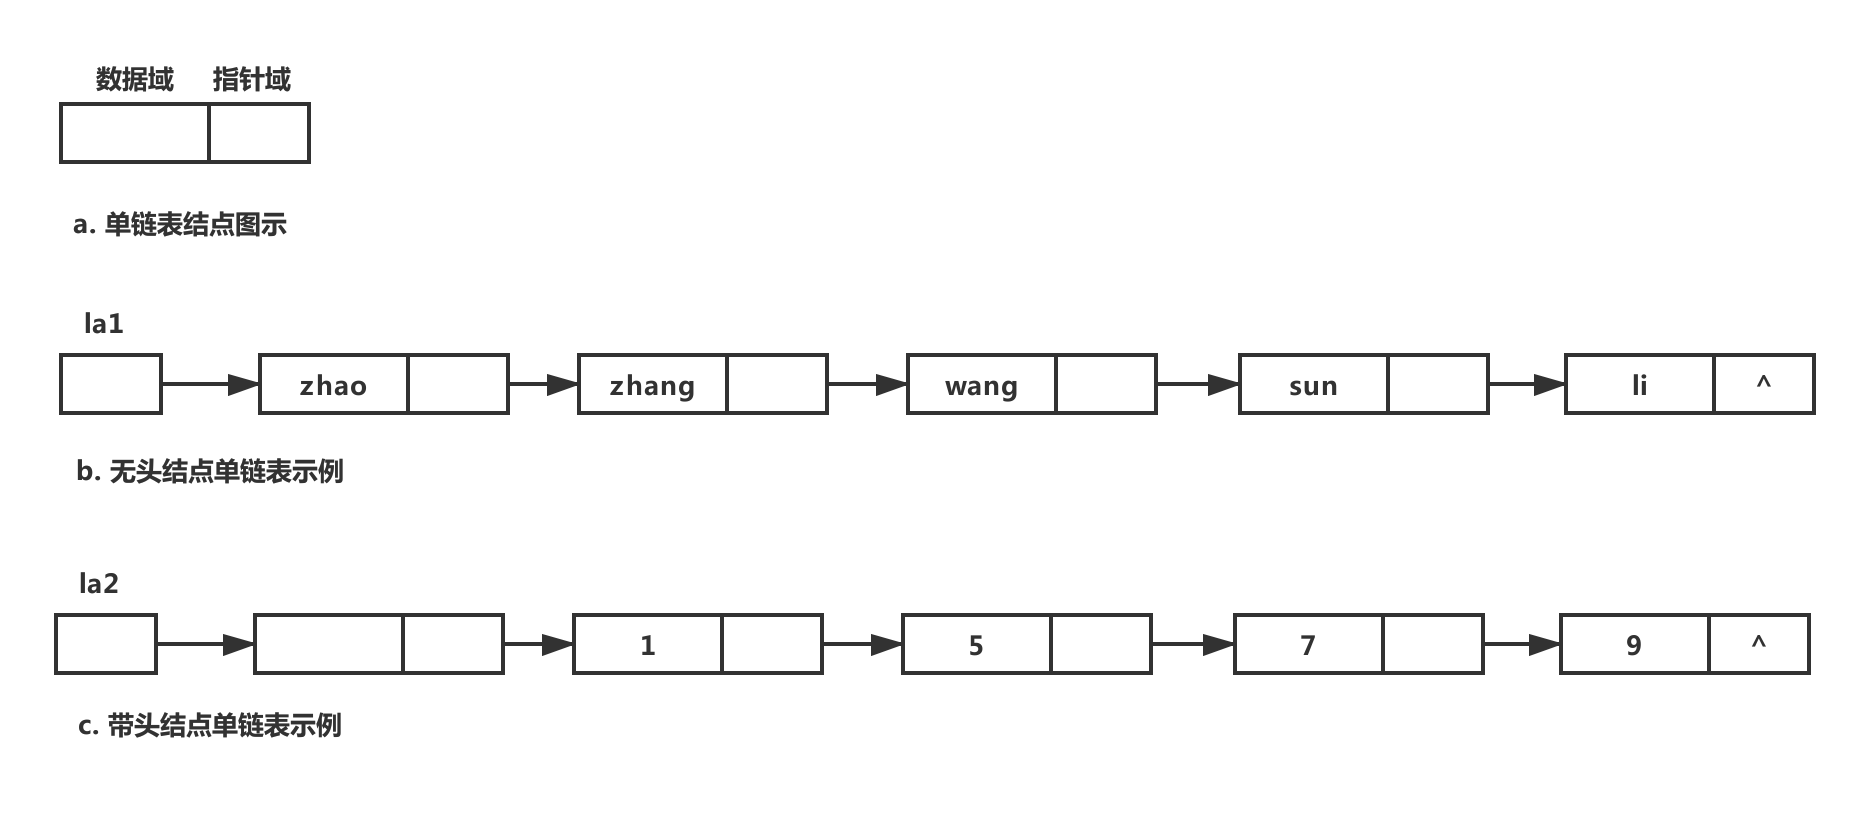 数据域 指针域
a. 单链表结点图示
la1
zhao zhang wang sun li ^
b. 无头结点单链表示例
la2
1 5 7 9 ^
c. 带头结点单链表示例